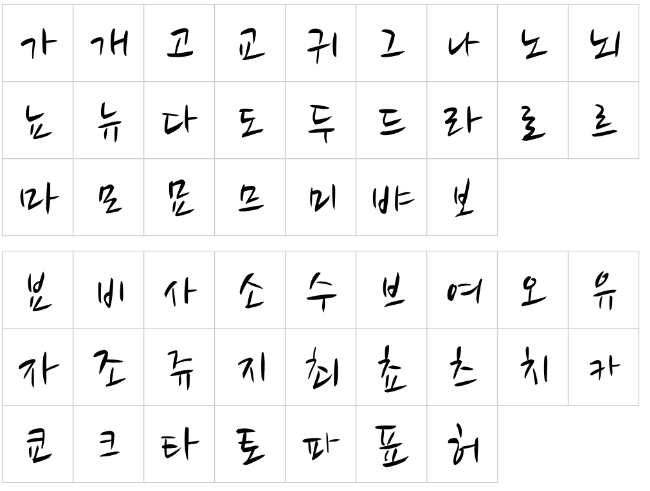 가 개 고 교 귀 그 나 노 뇌
뇨 뉴 다 도 두 드 라 로 르
마 모 묘 므 미 뱌 보
뵤 비 사 소 수 브 여 오 유
자 조 쥬 지 최 쵸 츠 치 카
쿄 크 타 토 파 표 허